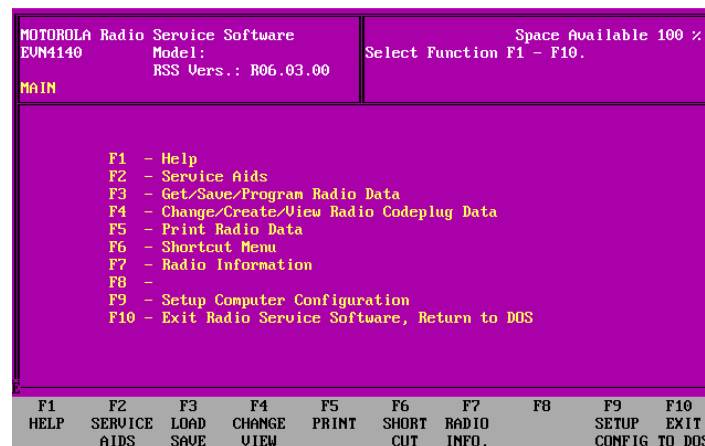 MOTOROLA Radio Service Software
EVN4140 Model:
RSS Vers.: R06.03.00
MAIN
Space Available 100 %
Select Function F1 - F10.
F1 - Help
F2 - Service Aids
F3 - Get/Save/Program Radio Data
F4 - Change/Create/View Radio Codeplug Data
F5 - Print Radio Data
F6 - Shortcut Menu
F7 - Radio Information
F8 -
F9 - Setup Computer Configuration
F10 - Exit Radio Service Software, Return to DOS
E
F1 F2 F3 F4 F5 F6 F7 F8 F9 F10
HELP SERVICE LOAD CHANGE PRINT SHORT RADIO SETUP EXIT
AIDS SAVE VIEW CUT INFO. CONFIG TO DOS